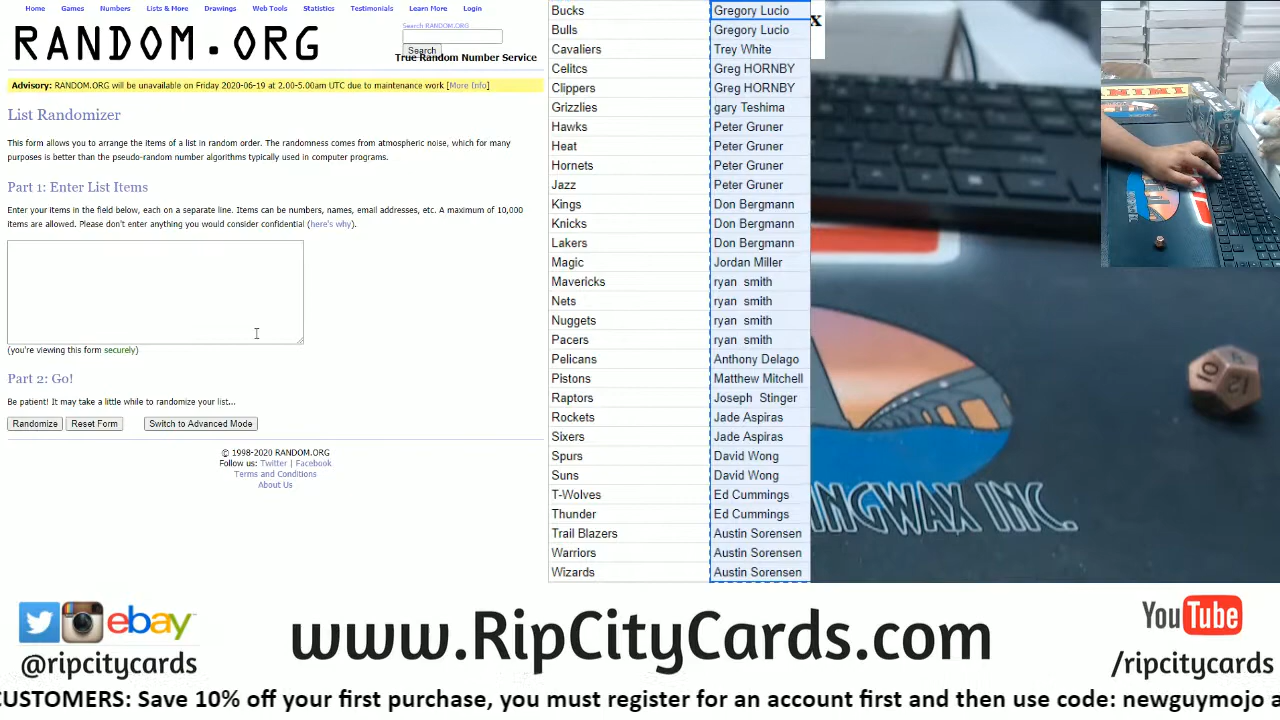 Home Games Numbers Lists & More Drawings Web Tools Statistics Testimonials Learn More Login
Search RANDOM.ORG
RANDOM.ORG
Search
True Random Number Service
Advisory: RANDOM.ORG will be unavailable on Friday 2020-06-19 at 2.00-5.00am UTC due to maintenance work [More Info]
List Randomizer
This form allows you to arrange the items of a list in random order. The randomness comes from atmospheric noise, which for many
purposes is better than the pseudo-random number algorithms typically used in computer programs.
Part 1: Enter List Items
Enter your items in the field below, each on a separate line. Items can be numbers, names, email addresses, etc. A maximum of 10,000
items are allowed. Please don't enter anything you would consider confidential (here's why).
(you're viewing this form securely)
Part 2: Go!
Be patient! It may take a little while to randomize your list...
Randomize Reset Form Switch to Advanced Mode
© 1998-2020 RANDOM.ORG
Follow us: Twitter | Facebook
Terms and Conditions
About Us
Bucks Gregory Lucio
Bulls Gregory Lucio
Cavaliers Trey White
Celitcs Greg HORNBY
Clippers Greg HORNBY
Grizzlies gary Teshima
Hawks Peter Gruner
Heat Peter Gruner
Hornets Peter Gruner
Jazz Peter Gruner
Kings Don Bergmann
Knicks Don Bergmann
Lakers Don Bergmann
Magic Jordan Miller
Mavericks ryan smith
Nets ryan smith
Nuggets ryan smith
Pacers ryan smith
Pelicans Anthony Delago
Pistons Matthew Mitchell
Raptors Joseph Stinger
Rockets Jade Aspiras
Sixers Jade Aspiras
Spurs David Wong
Suns David Wong
T-Wolves Ed Cummings
Thunder Ed Cummings
Trail Blazers Austin Sorensen
Warriors Austin Sorensen
Wizards Austin Sorensen
x
10
12
INGWAX INC.
ebay
@ripcitycards
www.RipCityCards.com
YouTube
/ripcitycards
CUSTOMERS: Save 10% off your first purchase, you must register for an account first and then use code: newguymojo a